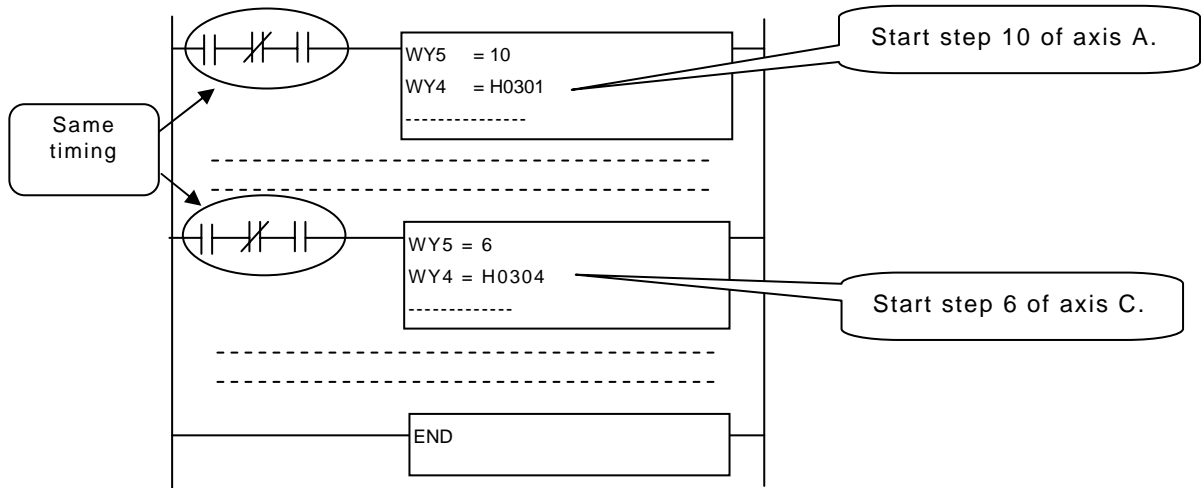 WY5 = 10
WY4 = H0301
Start step 10 of axis A.
Same
timing
WY5 = 6
WY4 = H0304
Start step 6 of axis C.
END